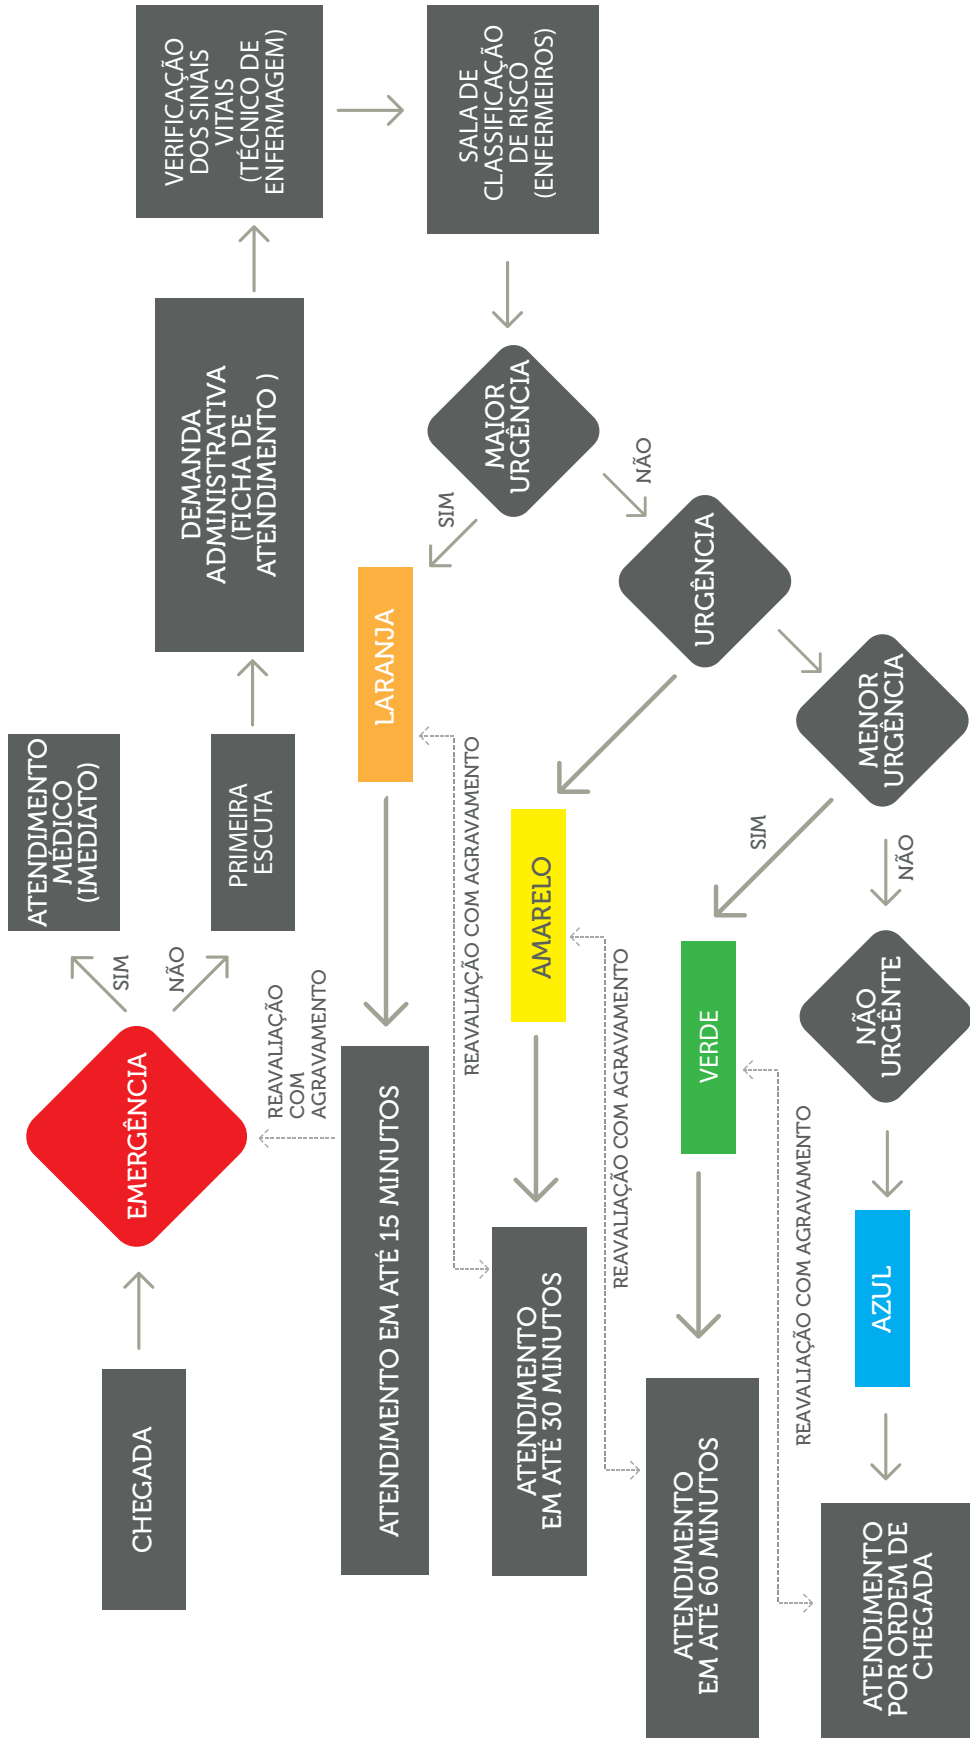 CHEGADA
EMERGÊNCIA
SIM
ATENDIMENTO
MÉDICO
(IMEDIATO)
NÃO
PRIMEIRA
ESCUTA
DEMANDA
ADMINISTRATIVA
(FICHA DE
ATENDIMENTO )
VERIFICAÇÃO
DOS SINAIS
VITAIS
(TÉCNICO DE
ENFERMAGEM)
SALA DE
CLASSIFICAÇÃO
DE RISCO
(ENFERMEIROS)
MAIOR
URGÊNCIA
SIM
LARANJA
ATENDIMENTO EM ATÉ 15 MINUTOS
REAVALIAÇÃO
COM
AGRAVAMENTO
NÃO
URGÊNCIA
AMARELO
ATENDIMENTO
EM ATÉ 30 MINUTOS
REAVALIAÇÃO COM AGRAVAMENTO
MENOR
URGÊNCIA
SIM
VERDE
ATENDIMENTO
EM ATÉ 60 MINUTOS
REAVALIAÇÃO COM AGRAVAMENTO
NÃO
NÃO
URGENTE
AZUL
ATENDIMENTO
POR ORDEM DE
CHEGADA
REAVALIAÇÃO COM AGRAVAMENTO